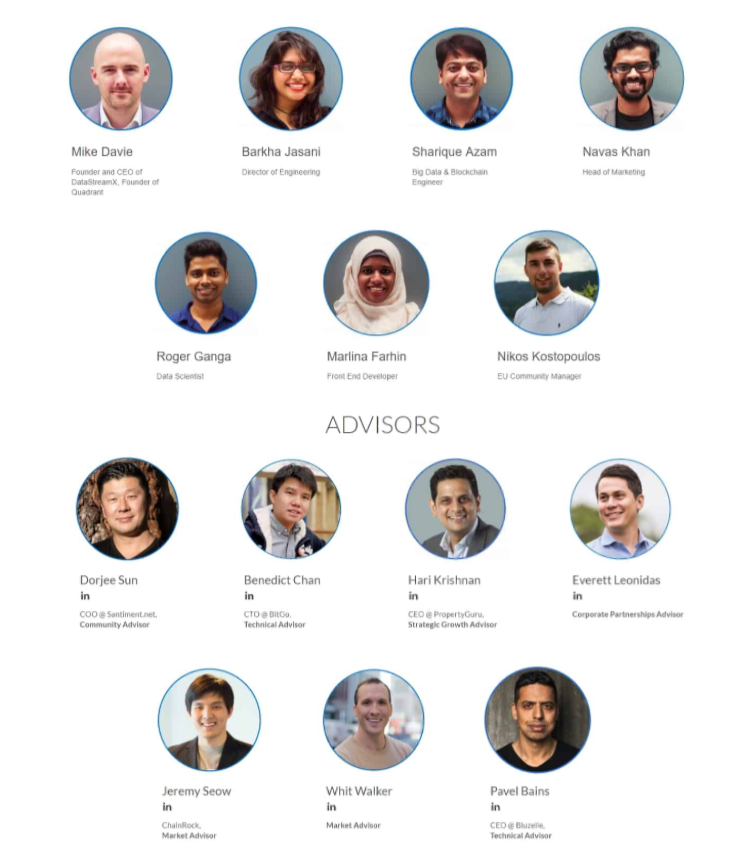 Mike Davie
Founder and CEO of
DataStreamX, Founder of
Quadrant
Barkha Jasani
Director of Engineering
Sharique Azam
Big Data & Blockchain
Engineer
Navas Khan
Head of Marketing
Roger Ganga
Data Scientist
Marlina Farhin
Front End Developer
Nikos Kostopoulos
EU Community Manager
ADVISORS
Dorjee Sun
in
COO @ Santiment.net,
Community Advisor
Benedict Chan
in
CTO @ BitGo,
Technical Advisor
Hari Krishnan
in
CEO @ PropertyGuru,
Strategic Growth Advisor
Everett Leonidas
in
Corporate Partnerships Advisor
Jeremy Seow
in
ChainRock,
Market Advisor
Whit Walker
in
Market Advisor
Pavel Bains
in
CEO @ Bluzelle,
Technical Advisor